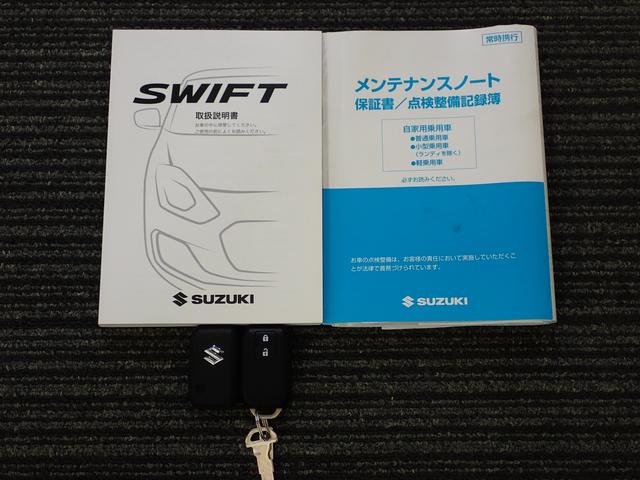 SWIFT
取扱説明書
お車の中に保管してください。
ご使用の前によくお読みください。
SUZUKI
常時携行
メンテナンスノート
保証書／点検整備記録簿
自家用乗用車
●普通乗用車
●小型乗用車
（ランディを除く）
●軽乗用車
必ずお読みください。
お車の点検整備は、お客様の責任において実施していただくこ
とが法律で義務づけられています。
SUZUKI